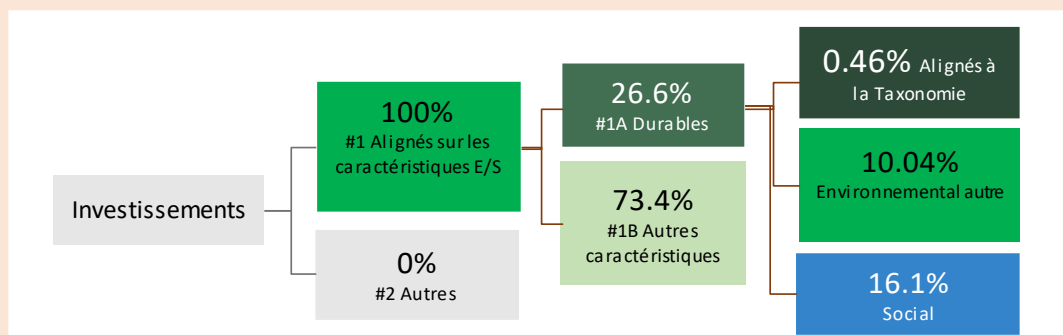 Investissements
100%
#1 Alignés sur les
caractéristiques E/S
0%
#2 Autres
26.6%
#1A Durables
73.4%
#1B Autres
caractéristiques
0.46% Alignés à
la Taxonomie
10.04%
Environnemental autre
16.1%
Social